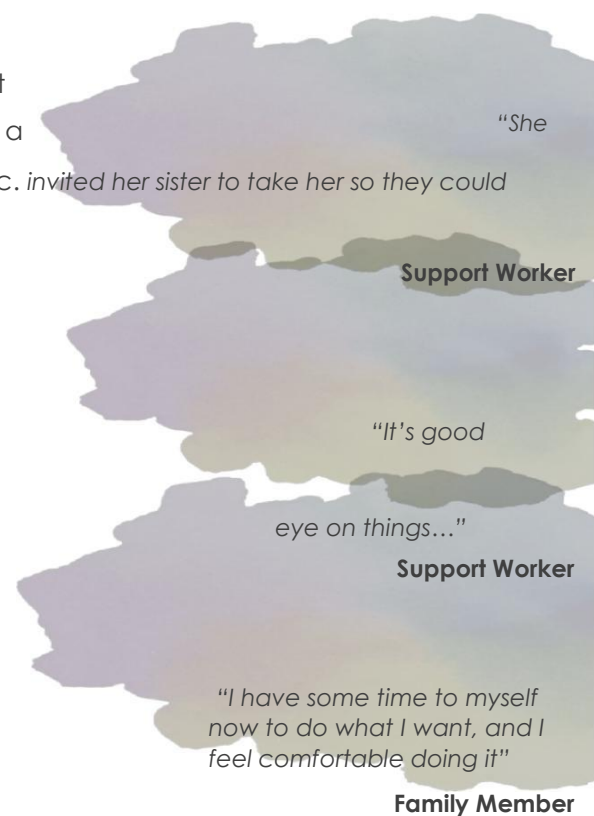 t
“She
a
c. invited her sister to take her so they could
Support Worker
“It’s good
eye on things…”
Support Worker
“I have some time to myself
now to do what I want, and I
feel comfortable doing it”
Family Member